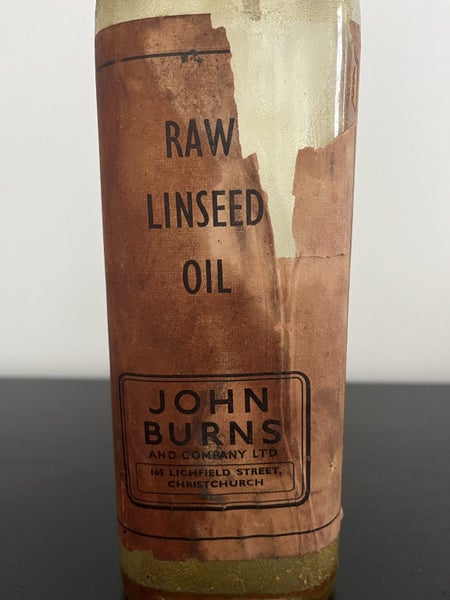 RAW
LINSEED
OIL
JOHN
BURNS
AND COMPANY LTD
165 LICHFIELD STREET,
CHRISTCHURCH